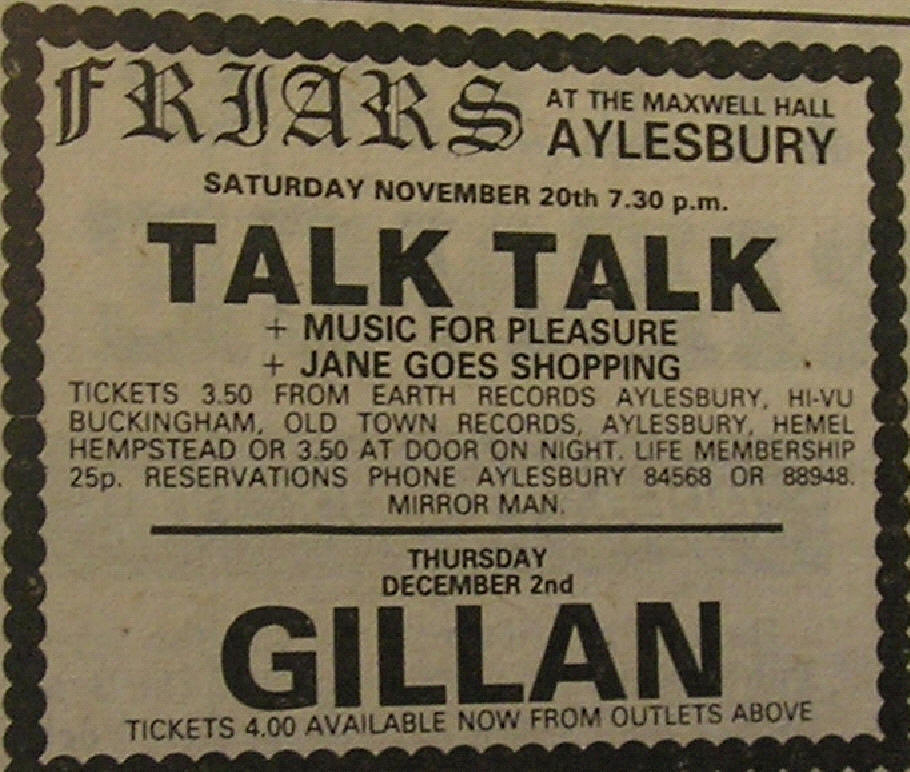 FRIARS AT THE MAXWELL HALL
AYLESBURY
SATURDAY NOVEMBER 20th 7.30 p.m.
TALK TALK
+ MUSIC FOR PLEASURE
+ JANE GOES SHOPPING
TICKETS 3.50 FROM EARTH RECORDS AYLESBURY, HI-VU
BUCKINGHAM, OLD TOWN RECORDS, AYLESBURY, HEMEL
HEMPSTEAD OR 3.50 AT DOOR ON NIGHT. LIFE MEMBERSHIP
25p. RESERVATIONS PHONE AYLESBURY 84568 OR 88948.
MIRROR MAN.
THURSDAY
DECEMBER 2nd
GILLAN
TICKETS 4.00 AVAILABLE NOW FROM OUTLETS ABOVE